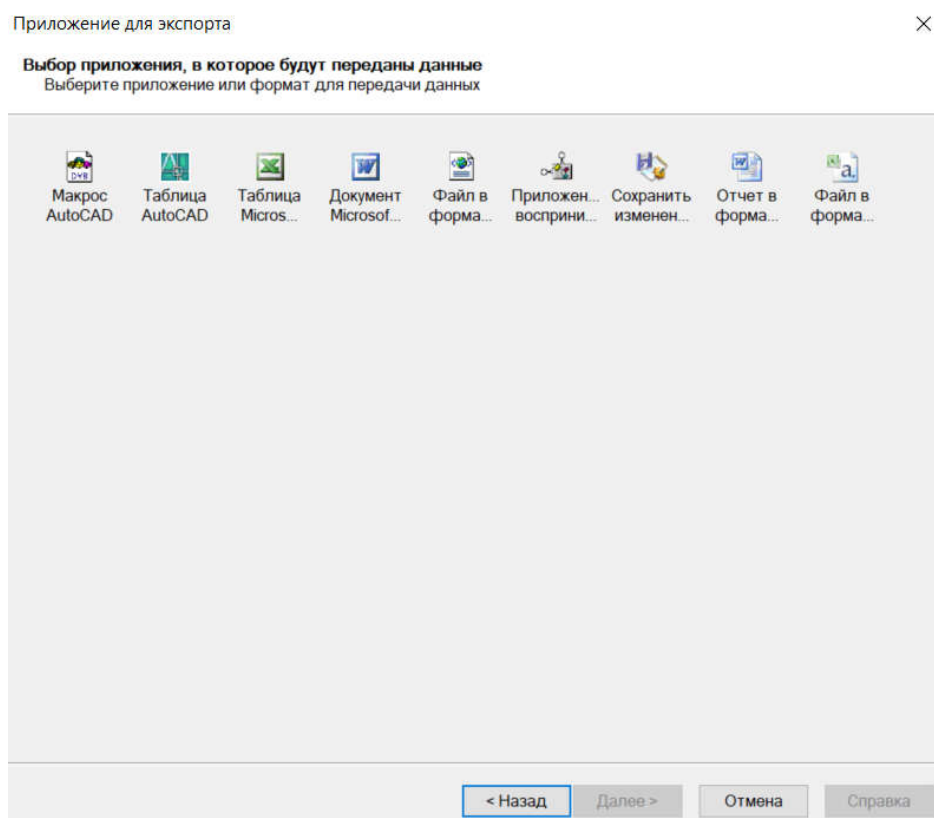 Приложение для экспорта
Выбор приложения, в которое будут переданы данные
Выберите приложение или формат для передачи данных
DVB
Макрос AutoCAD
Таблица AutoCAD
Таблица Micros...
Документ Microsof...
Файл в форма...
Приложен... восприни...
Сохранить изменен...
Отчет в форма...
Файл в форма...
< Назад
Далее >
Отмена
Справка